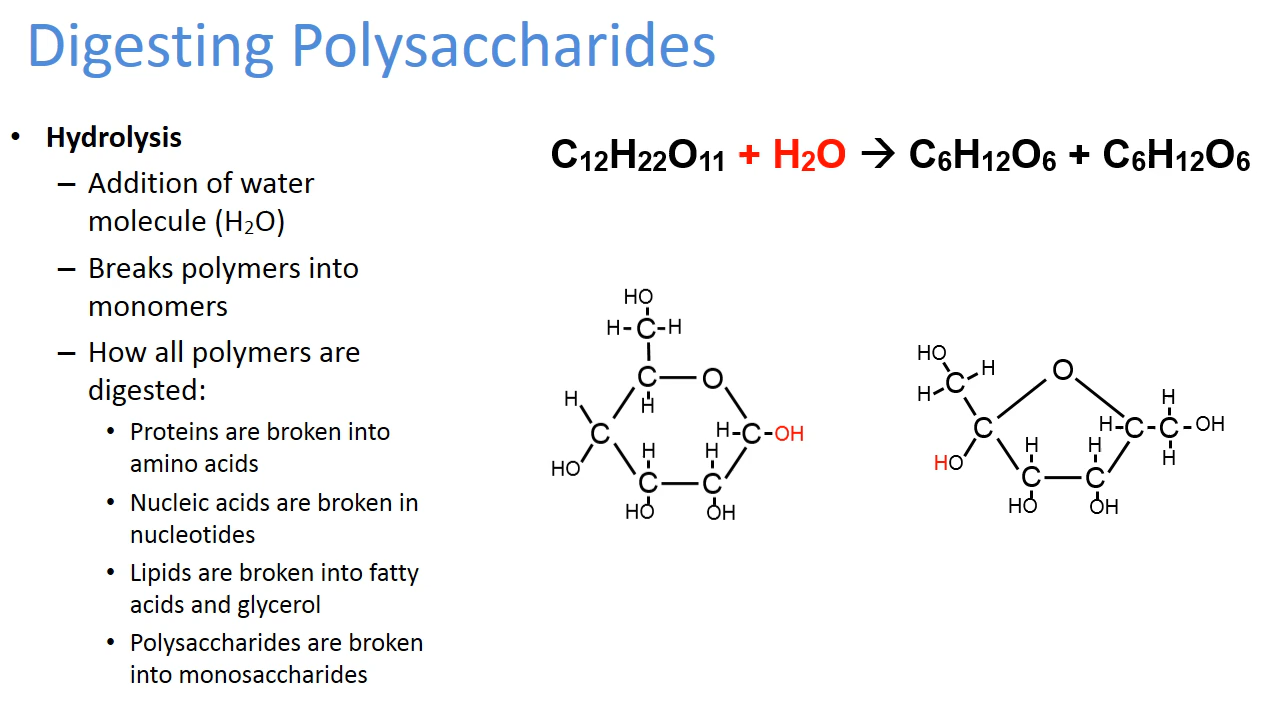 Digesting Polysaccharides
• Hydrolysis
– Addition of water
molecule (H₂O)
– Breaks polymers into
monomers
– How all polymers are
digested:
• Proteins are broken into
amino acids
• Nucleic acids are broken in
nucleotides
• Lipids are broken into fatty
acids and glycerol
• Polysaccharides are broken
into monosaccharides
C₁₂H₂₂O₁₁ + H₂O → C₆H₁₂O₆ + C₆H₁₂O₆
HO
H-C-H
C—O
H
H
C
H-C-OH
HO
H H
C—C
HO OH
HO
H
H-C
O
C
H-C-C-OH
H
H
HO
H H
C—C
HO OH